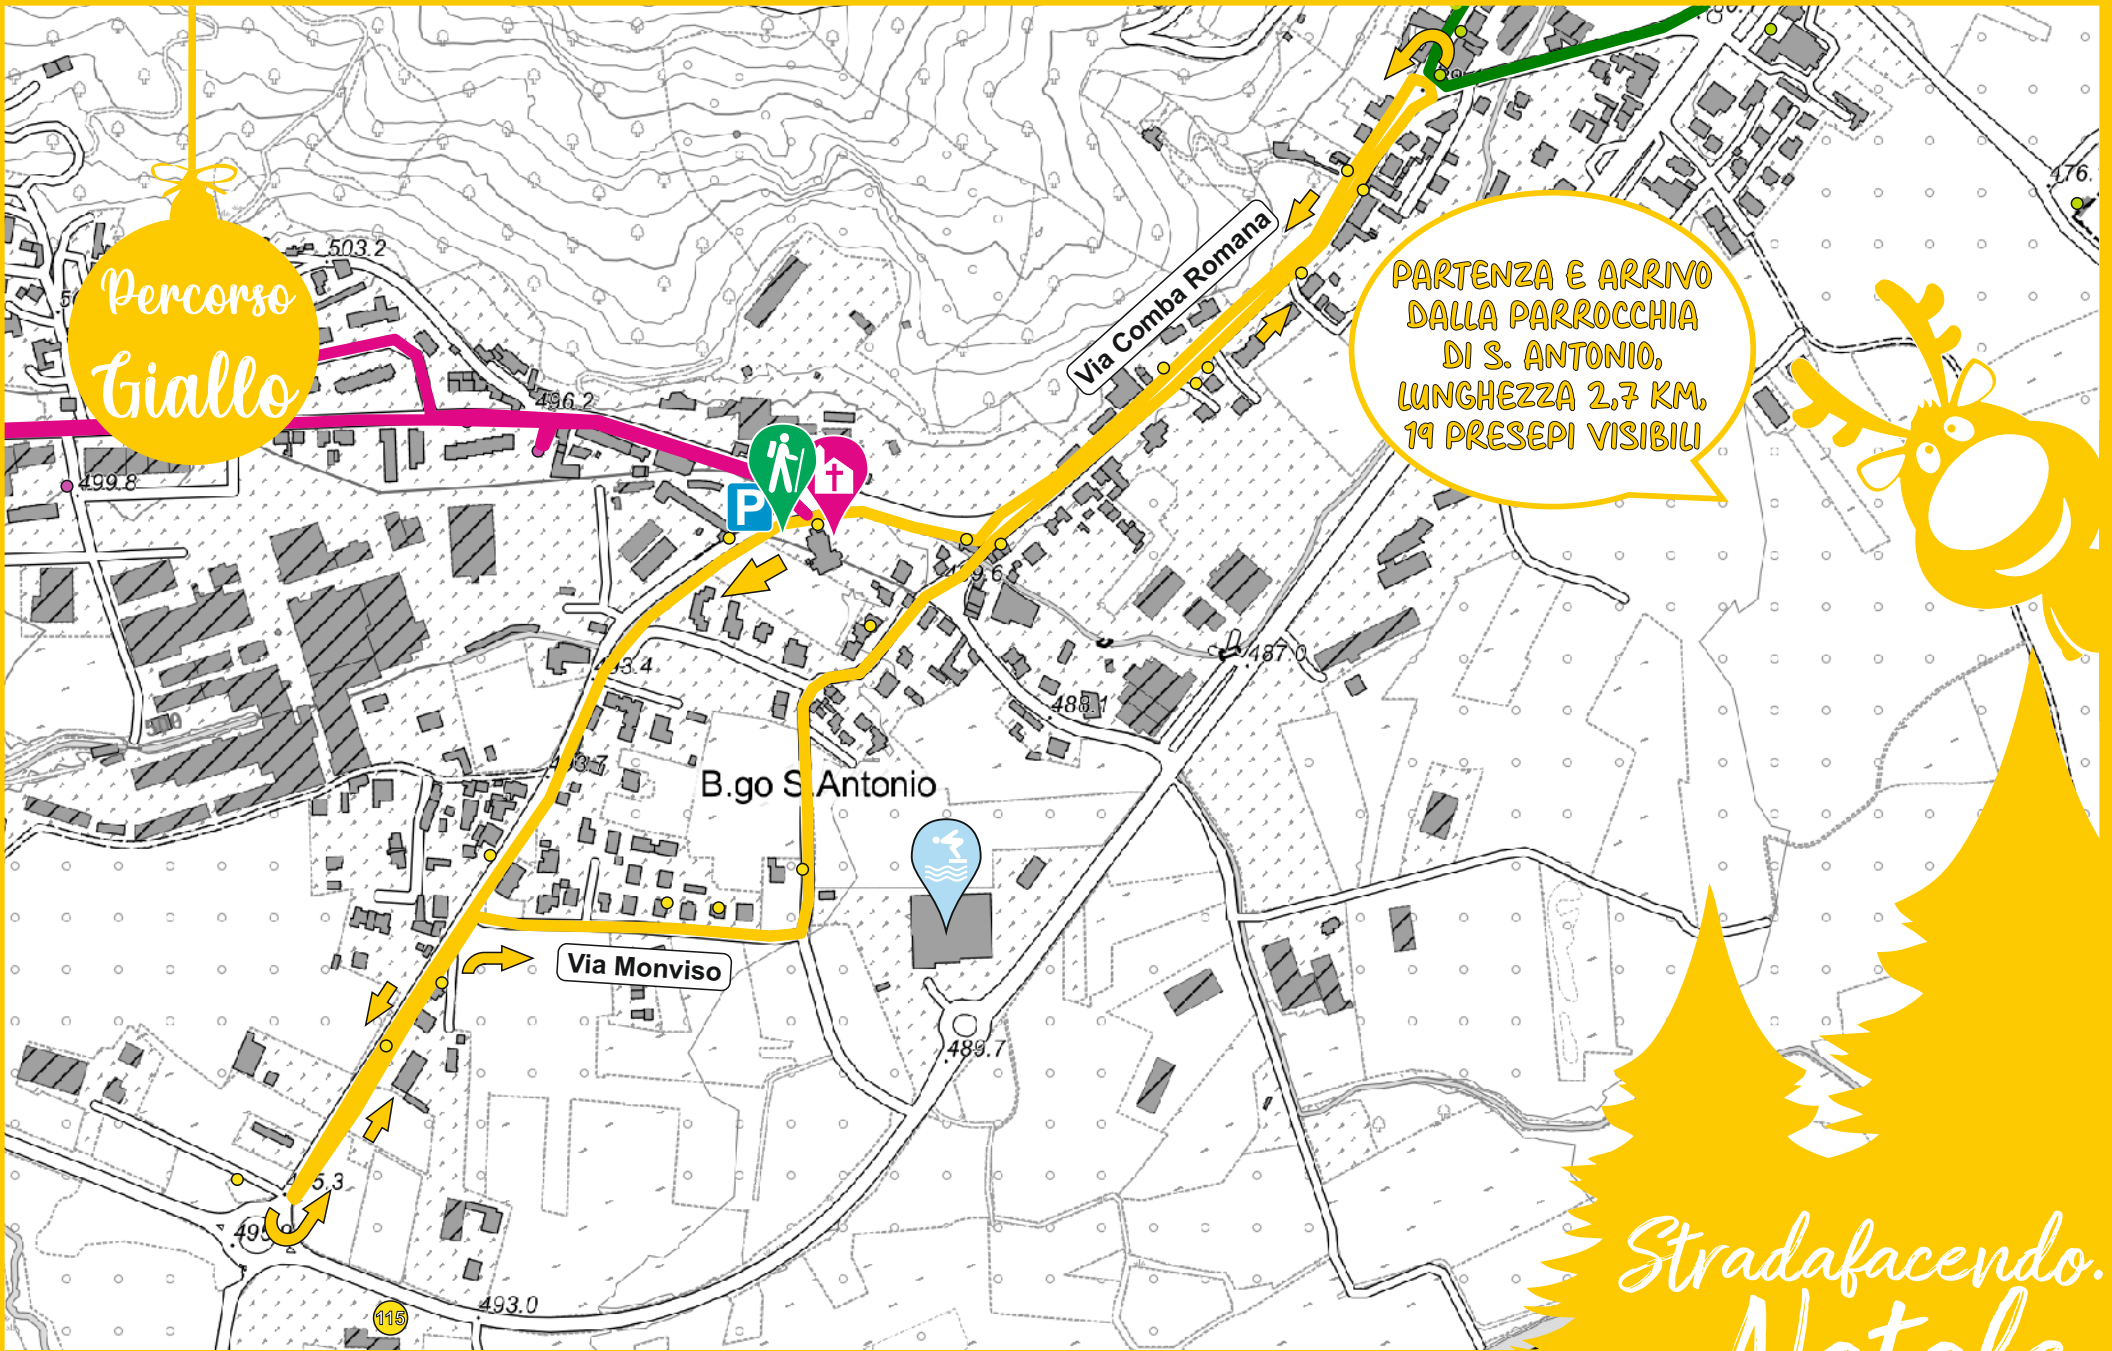 Percorso
Giallo
503.2
476.
Via Comba Romana
PARTENZA E ARRIVO
DALLA PARROCCHIA
DI S. ANTONIO,
LUNGHEZZA 2,7 KM,
19 PRESEPI VISIBILI
496.2
499.8
P
487.0
488.1
B.go S.Antonio
Via Monviso
489.7
493.0
115
Stradafacendo.
Natale